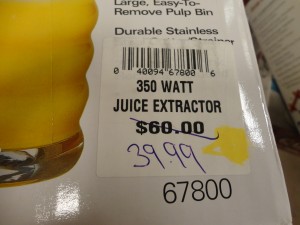 Large, Easy-To-
Remove Pulp Bin
Durable Stainless
Strainer
0 40094 67800 6
350 WATT
JUICE EXTRACTOR
$60.00
39.99
67800